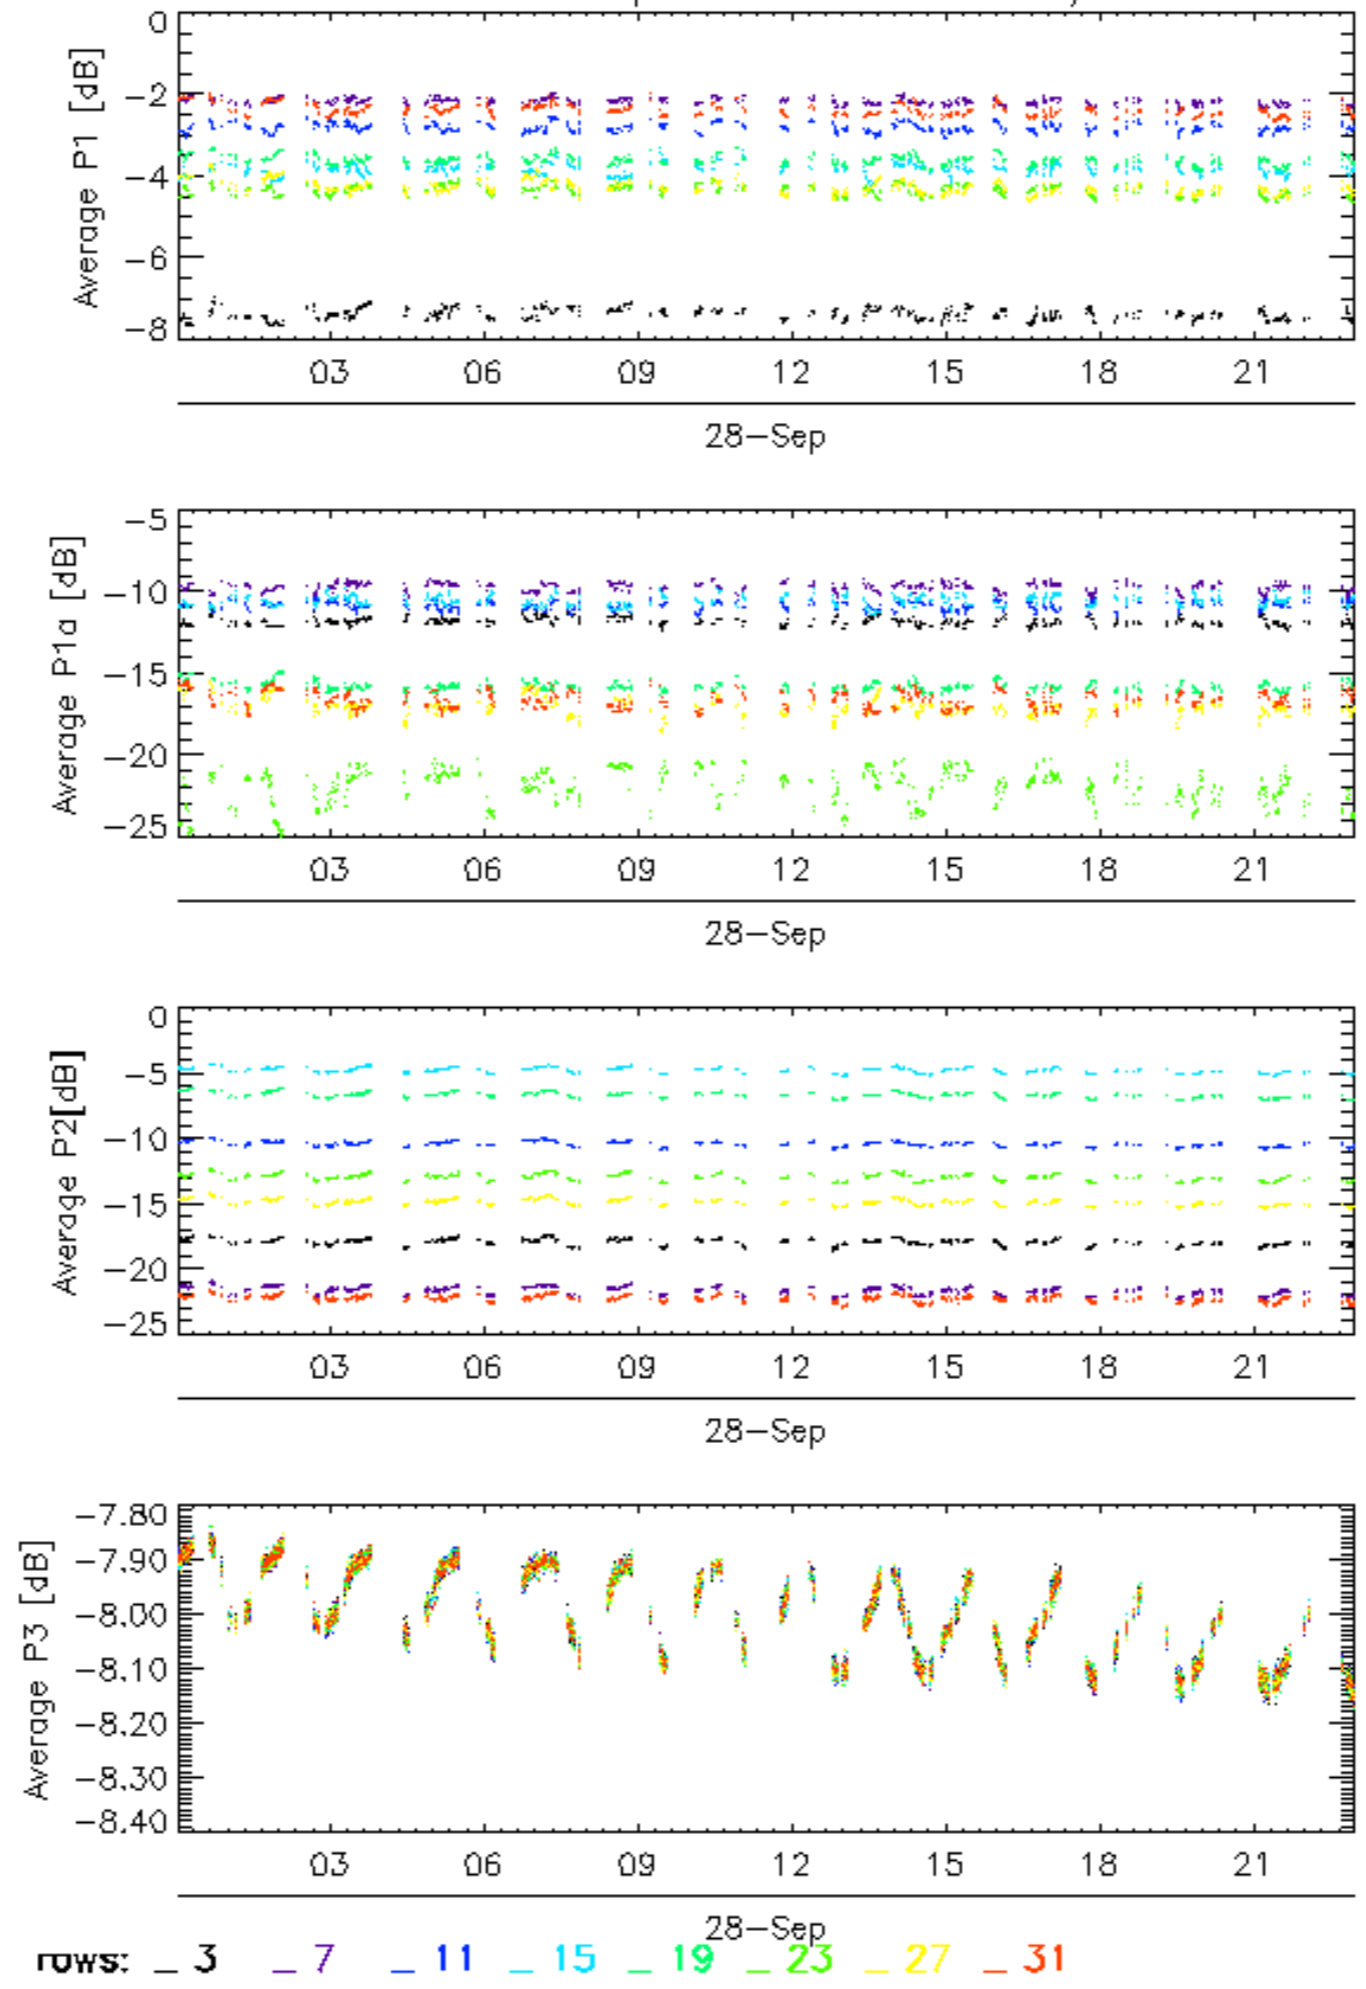 Average P1 [dB]
0
−2
−4
−6
−8
03 06 09 12 15 18 21
28−Sep
Average P1a [dB]
−5
−10
−15
−20
−25
03 06 09 12 15 18 21
28−Sep
Average P2[dB]
0
−5
−10
−15
−20
−25
03 06 09 12 15 18 21
28−Sep
Average P3 [dB]
−7.80
−7.90
−8.00
−8.10
−8.20
−8.30
−8.40
03 06 09 12 15 18 21
28−Sep
rows: _ 3 _ 7 _ 11 _ 15 _ 19 _ 23 _ 27 _ 31